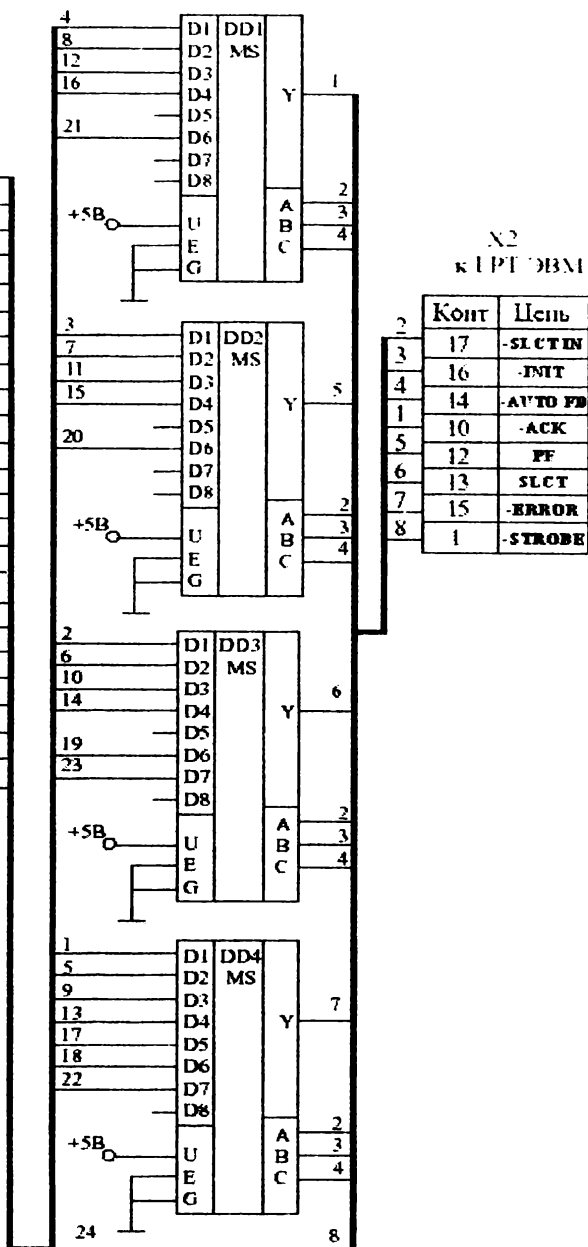 4
8
12
16
21
D1 DD1
D2 MS
D3
D4
D5
D6
D7
D8
Y
1
+5В
U
E
G
A 2
B 3
C 4
3
7
11
15
20
D1 DD2
D2 MS
D3
D4
D5
D6
D7
D8
Y
5
+5В
U
E
G
A 2
B 3
C 4
2
6
10
14
19
23
D1 DD3
D2 MS
D3
D4
D5
D6
D7
D8
Y
6
+5В
U
E
G
A 2
B 3
C 4
1
5
9
13
17
18
22
D1 DD4
D2 MS
D3
D4
D5
D6
D7
D8
Y
7
+5В
U
E
G
A 2
B 3
C 4
24
8
X2
к LPT ЭВМ
Конт Цепь
2 17 -SLCTIN
3 16 -INIT
4 14 -AUTO FD
1 10 -ACK
5 12 PF
6 13 SLCT
7 15 -ERROR
8 1 -STROBE